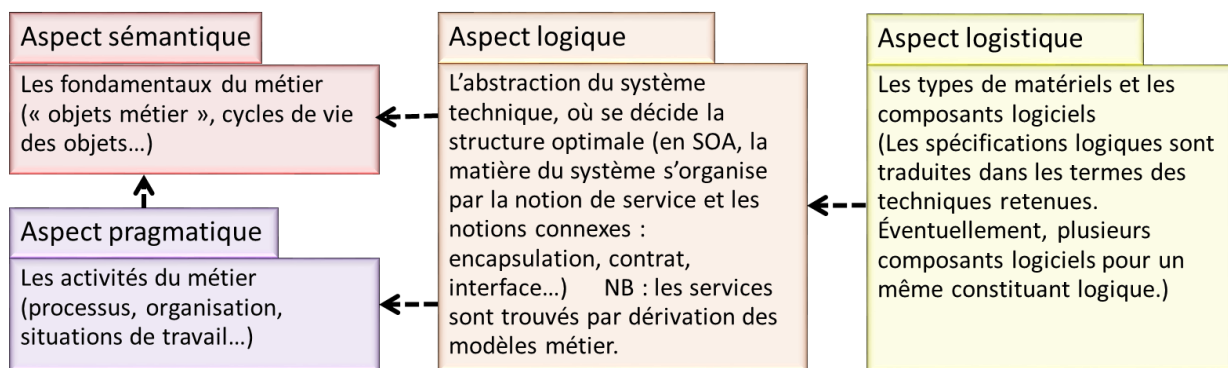 Aspect sémantique
Les fondamentaux du métier
(« objets métier », cycles de vie
des objets…)
Aspect pragmatique
Les activités du métier
(processus, organisation,
situations de travail…)
Aspect logique
L’abstraction du système
technique, où se décide la
structure optimale (en SOA, la
matière du système s’organise
par la notion de service et les
notions connexes :
encapsulation, contrat,
interface…) NB : les services
sont trouvés par dérivation des
modèles métier.
Aspect logistique
Les types de matériels et les
composants logiciels
(Les spécifications logiques sont
traduites dans les termes des
techniques retenues.
Éventuellement, plusieurs
composants logiciels pour un
même constituant logique.)